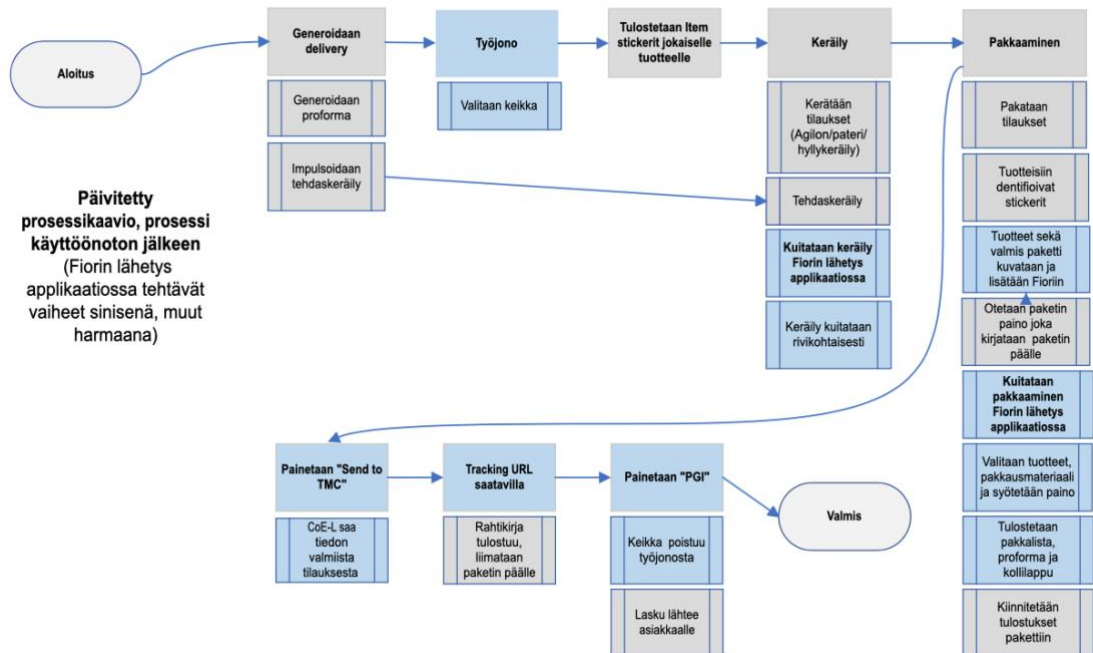 Aloitus
Generoidaan
delivery
Generoidaan
proforma
Impulsoidaan
tehdaskeräily
Työjono
Valitaan keikka
Tulostetaan Item
stickerit jokaiselle
tuotteelle
Keräily
Kerätään
tilaukset
(Agilon/pateri/
hyllykeräily)
Tehdaskeräily
Kuitataan keräily
Fiorin lähetys
applikaatiossa
Keräily kuitataan
rivikohtaisesti
Pakkaaminen
Pakataan
tilaukset
Tuotteisiin
dentifioivat
stickerit
Tuotteet sekä
valmis paketti
kuvataan ja
lisätään Fioriin
Otetaan paketin
paino joka
kirjataan paketin
päälle
Kuitataan
pakkaaminen
Fiorin lähetys
applikaatiossa
Valitaan tuotteet,
pakkausmateriaali
ja syötetään paino
Tulostetaan
pakkalista,
proforma ja
kollilappu
Kiinnitetään
tulostukset
pakettiin
Päivitetty
prosessikaavio, prosessi
käyttöönoton jälkeen
(Fiorin lähetys
applikaatiossa tehtävät
vaiheet sinisenä, muut
harmaana)
Painetaan "Send to
TMC"
CoE-L saa
tiedon
valmiista
tilauksesta
Tracking URL
saatavilla
Rahtikirja
tulostuu,
liimataan
paketin päälle
Painetaan "PGI"
Keikka poistuu
työjonosta
Lasku lähtee
asiakkaalle
Valmis